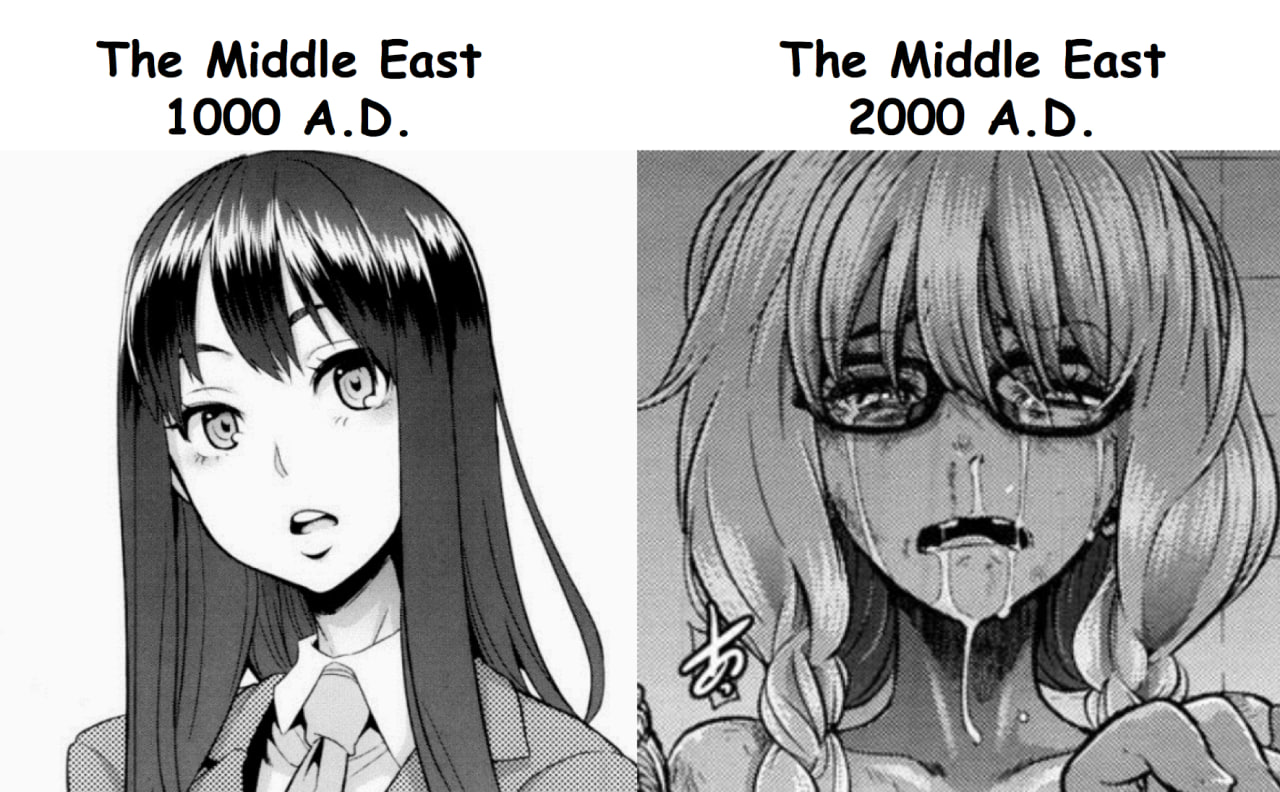 The Middle East
1000 A.D.
The Middle East
2000 A.D.
あ